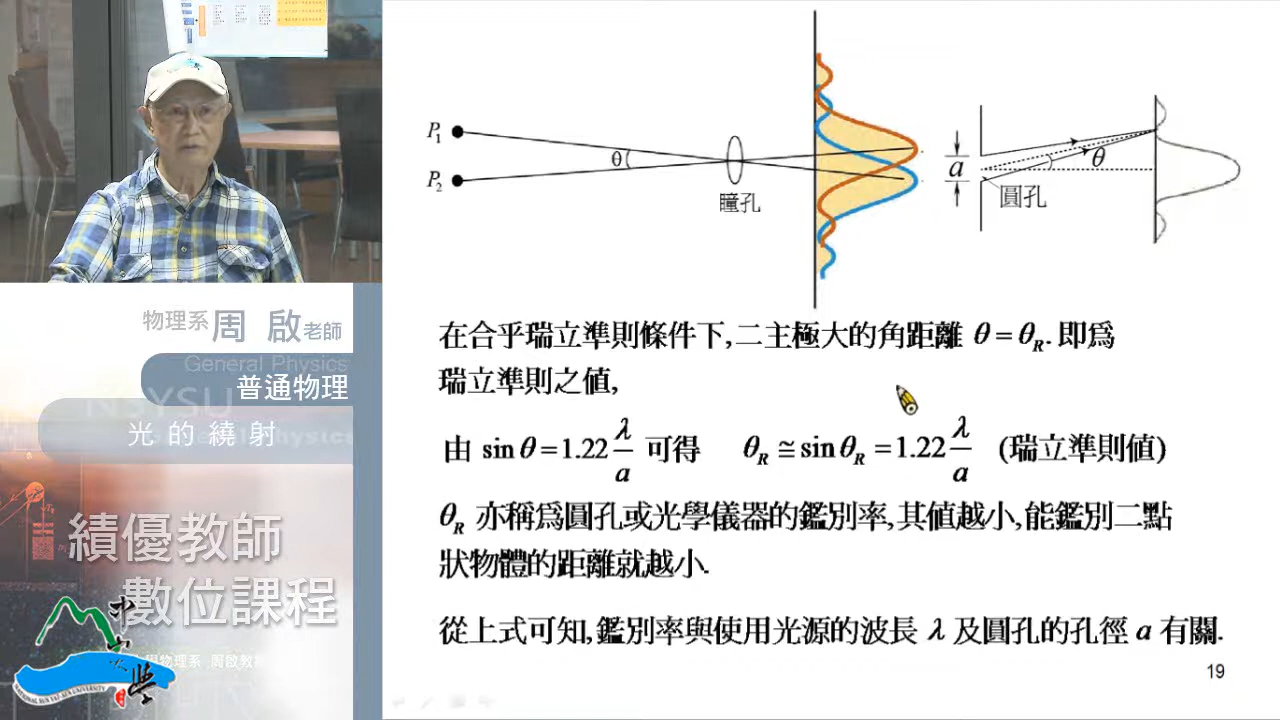 P₁
P₂
θ
瞳孔
a
θ
圓孔
物理系周 啟老師
General Physics
普通物理
NSYSU
光 的 繞 射
績優教師
數位課程
在合乎瑞立準則條件下,二主極大的角距離 θ = θ_R. 即為
瑞立準則之值,
由 sin θ = 1.22 λ/a 可得 θ_R ≅ sin θ_R = 1.22 λ/a (瑞立準則值)
θ_R 亦稱為圓孔或光學儀器的鑑別率,其值越小,能鑑別二點
狀物體的距離就越小.
從上式可知,鑑別率與使用光源的波長 λ 及圓孔的孔徑 a 有關.
19